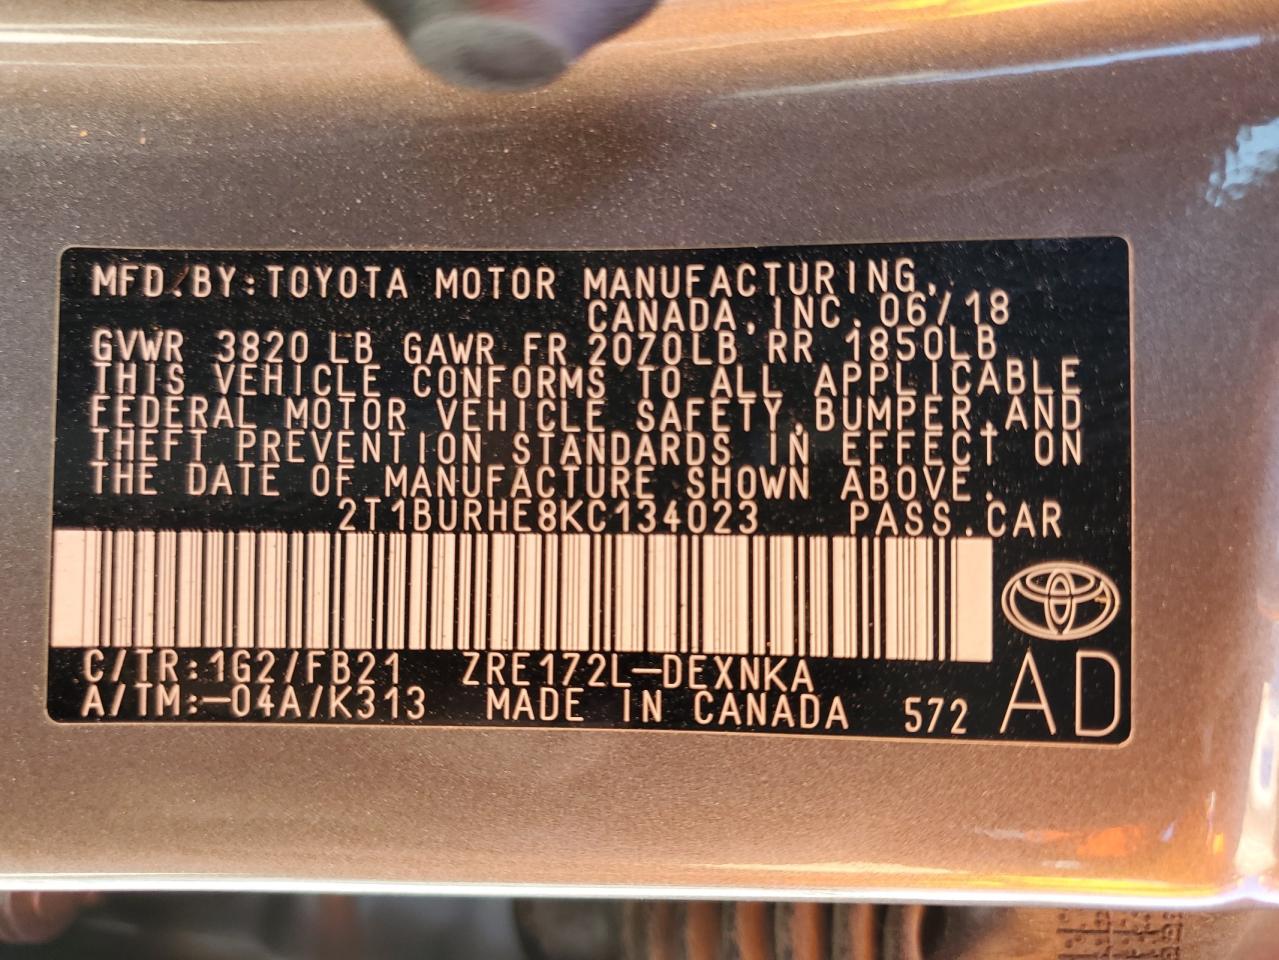 MFD.BY:TOYOTA MOTOR MANUFACTURING,
CANADA,INC.06/18
GVWR 3820 LB GAWR FR 2070LB RR 1850LB
THIS VEHICLE CONFORMS TO ALL APPLICABLE
FEDERAL MOTOR VEHICLE SAFETY,BUMPER,AND
THEFT PREVENTION STANDARDS IN EFFECT ON
THE DATE OF MANUFACTURE SHOWN ABOVE.
2T1BURHE8KC134023 PASS.CAR
C/TR:1G2/FB21 ZRE172L-DEXNKA
A/TM:-04A/K313 MADE IN CANADA 572 AD